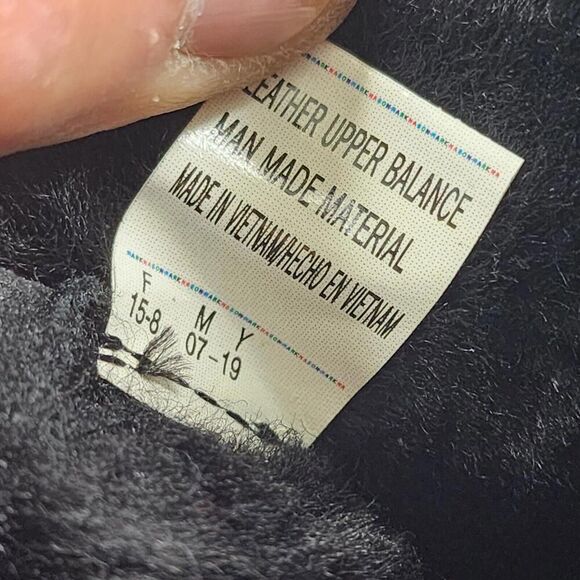 LEATHER UPPER BALANCE
MAN MADE MATERIAL
MADE IN VIETNAM/HECHO EN VIETNAM
F M Y
15-8 07-19